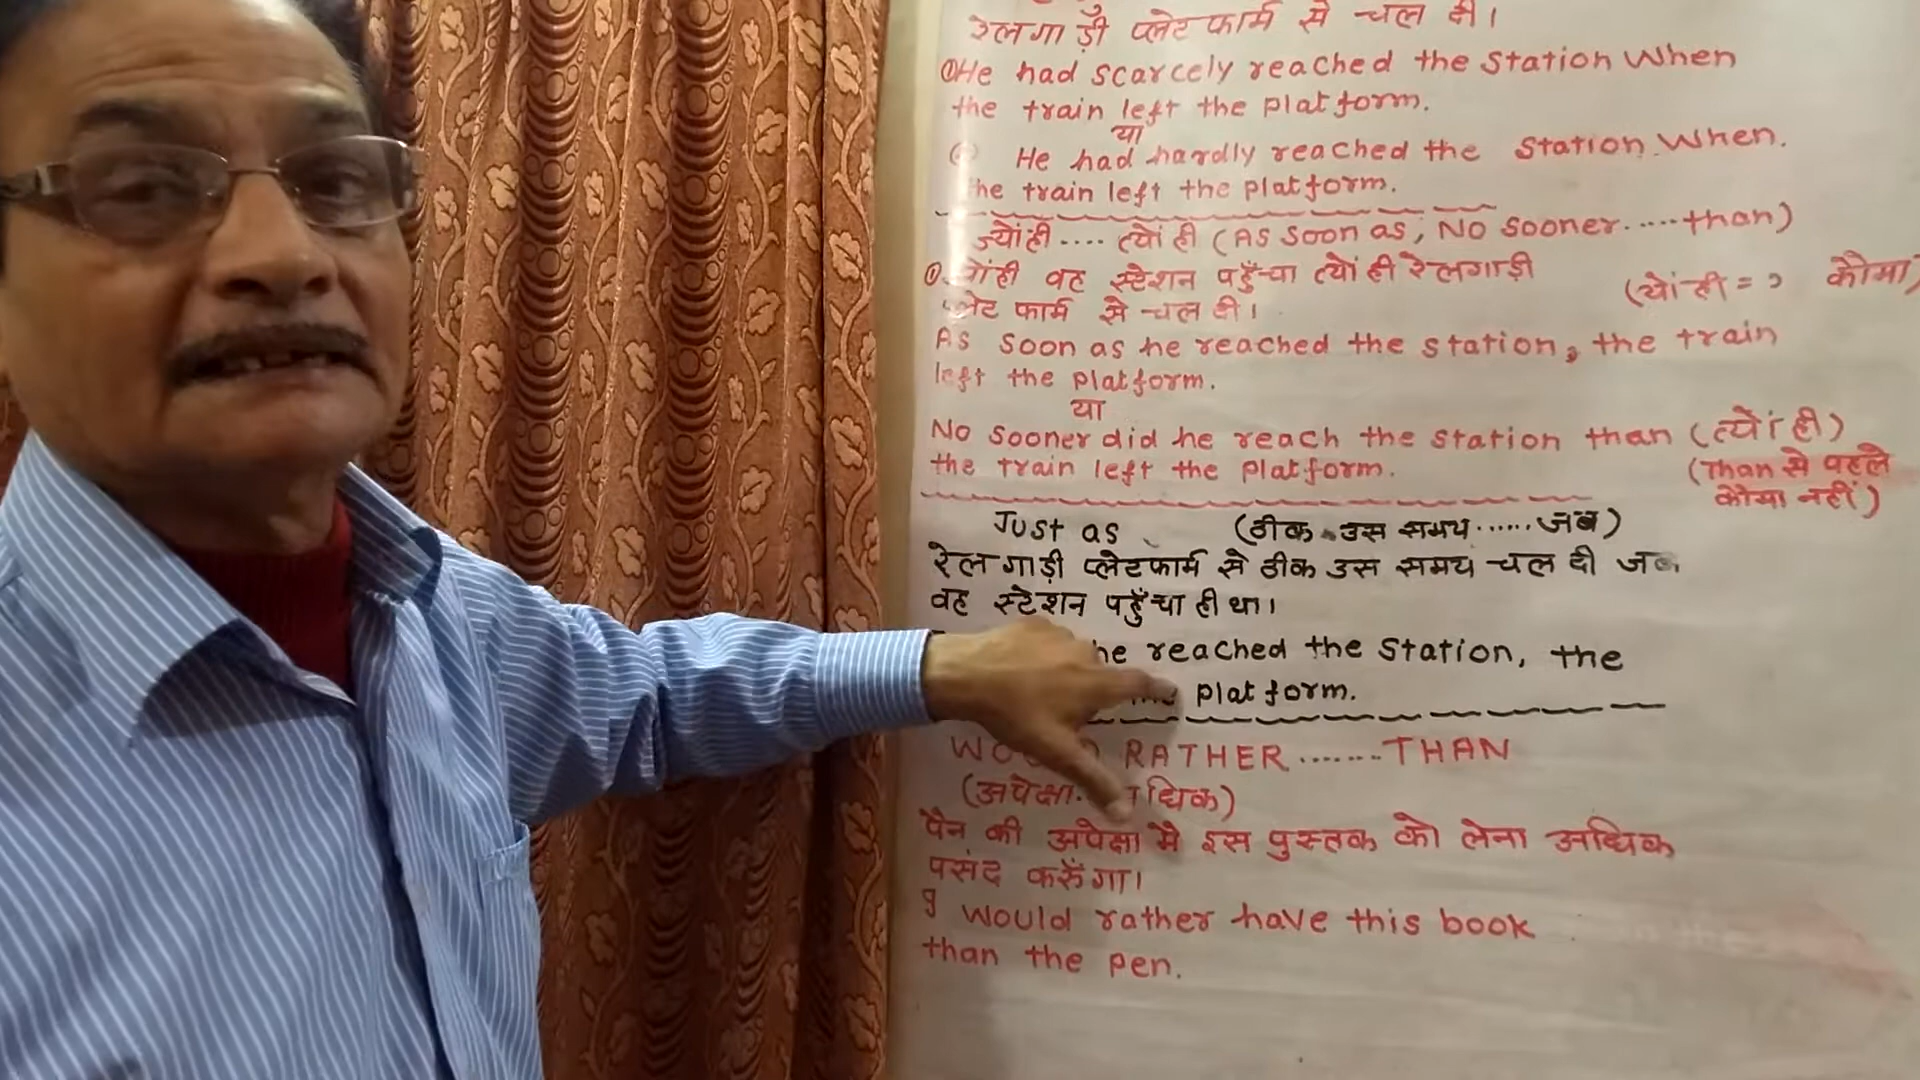 रेलगाड़ी प्लेटफार्म से चल दी।
① He had scarcely reached the station when
the train left the platform.
या
He had hardly reached the station when.
he train left the platform.
ज्योंही .... त्यों ही (As soon as, No sooner.....than)
① वह स्टेशन पहुँचा त्यों ही रेलगाड़ी
फार्म से चल दी।
(त्योंही = , कौमा)
As soon as he reached the station, the train
left the platform.
या
No sooner did he reach the station than (त्यों ही)
the train left the platform.
(Than से पहले
कौमा नहीं)
Just as (ठीक उस समय......जब)
रेलगाड़ी प्लेटफार्म से ठीक उस समय चल दी जब
वह स्टेशन पहुँचा ही था।
he reached the station, the
platform.
RATHER.......THAN
(अपेक्षा.
पैन की अपेक्षा मै इस पुस्तक को लेना अधिक
पसंद करूँगा।
I would rather have this book
than the pen.